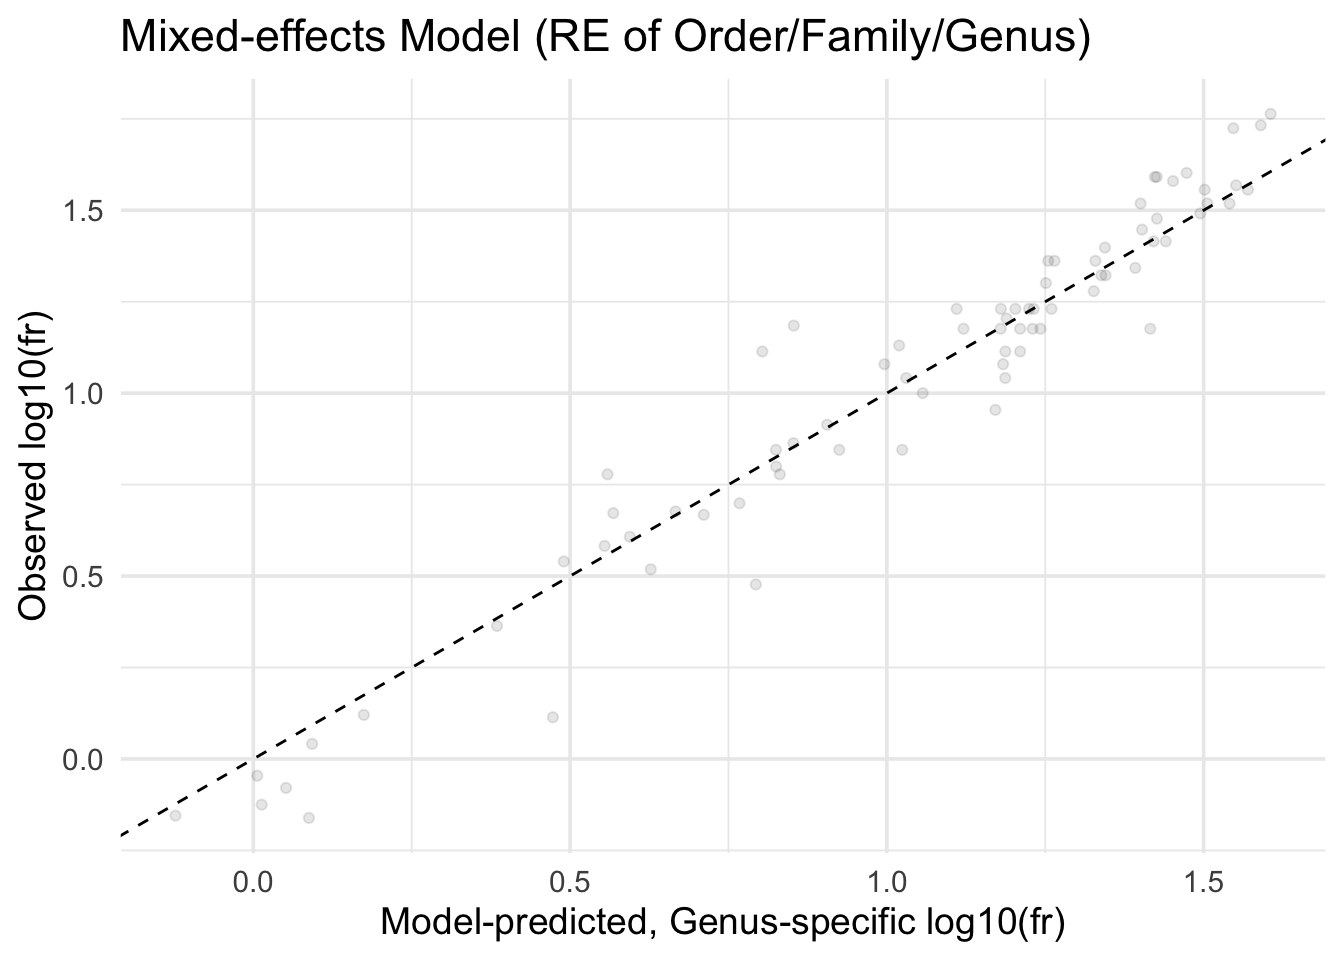 Mixed-effects Model (RE of Order/Family/Genus)
Observed log10(fr)
1.5
1.0
0.5
0.0
0.0 0.5 1.0 1.5
Model-predicted, Genus-specific log10(fr)